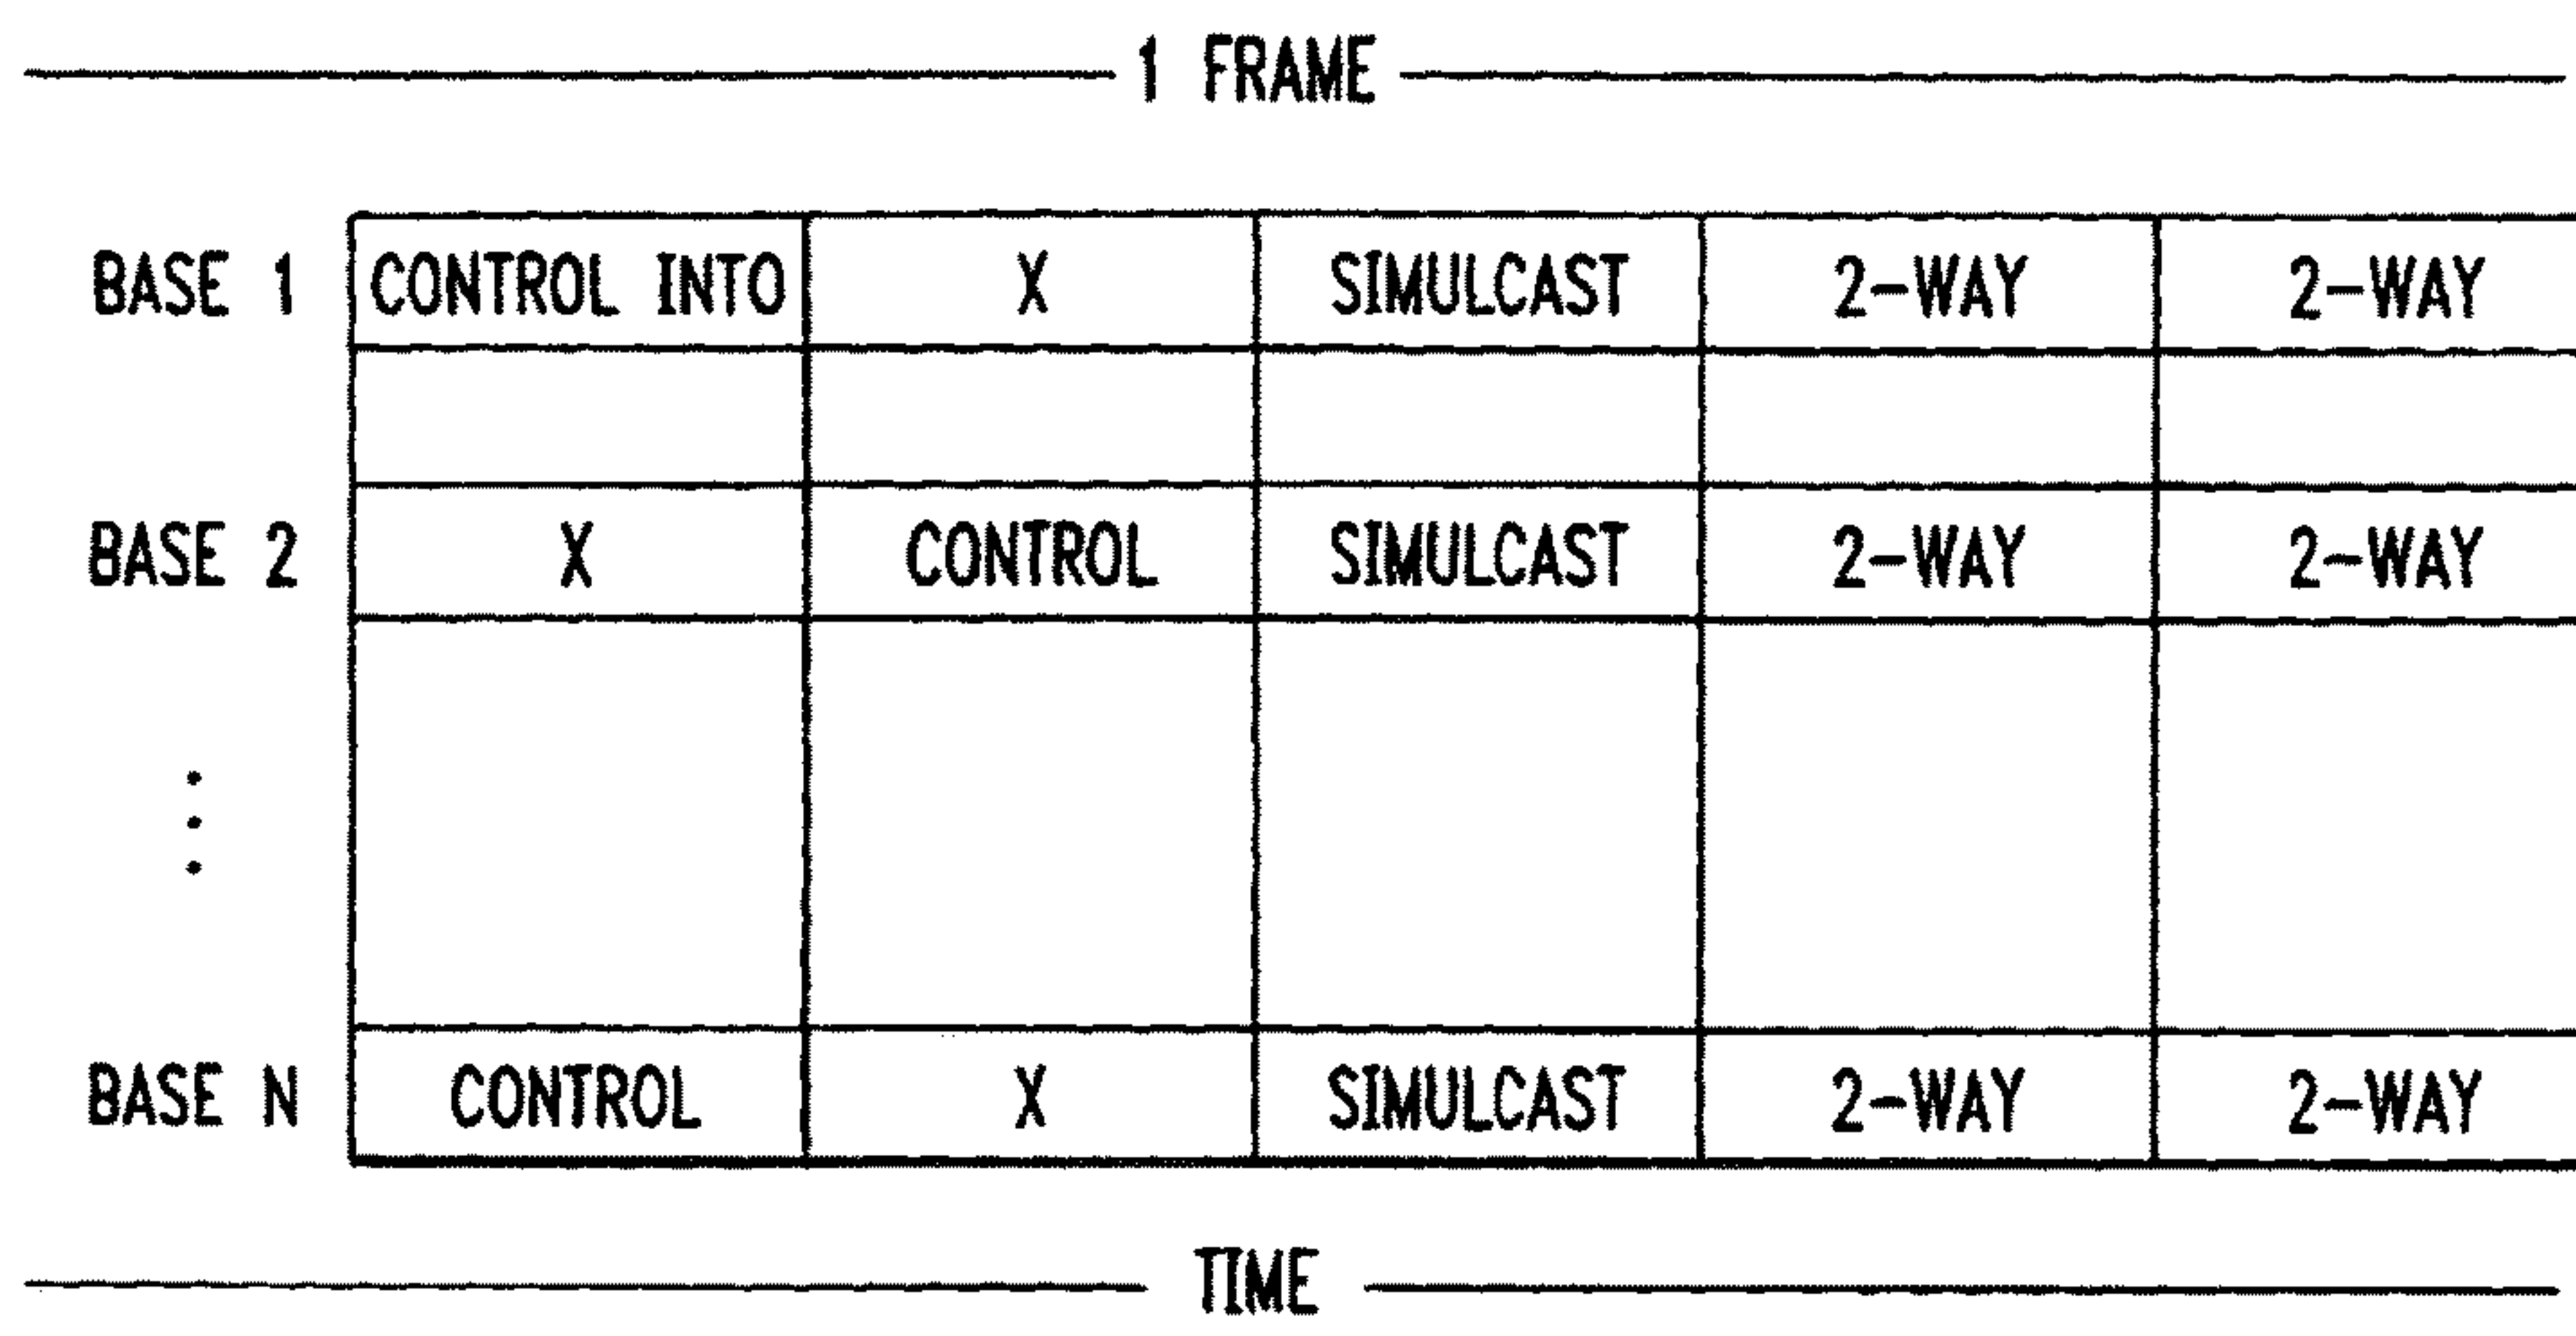 1 FRAME
BASE 1 CONTROL INTO X SIMULCAST 2-WAY 2-WAY
BASE 2 X CONTROL SIMULCAST 2-WAY 2-WAY
BASE N CONTROL X SIMULCAST 2-WAY 2-WAY
TIME